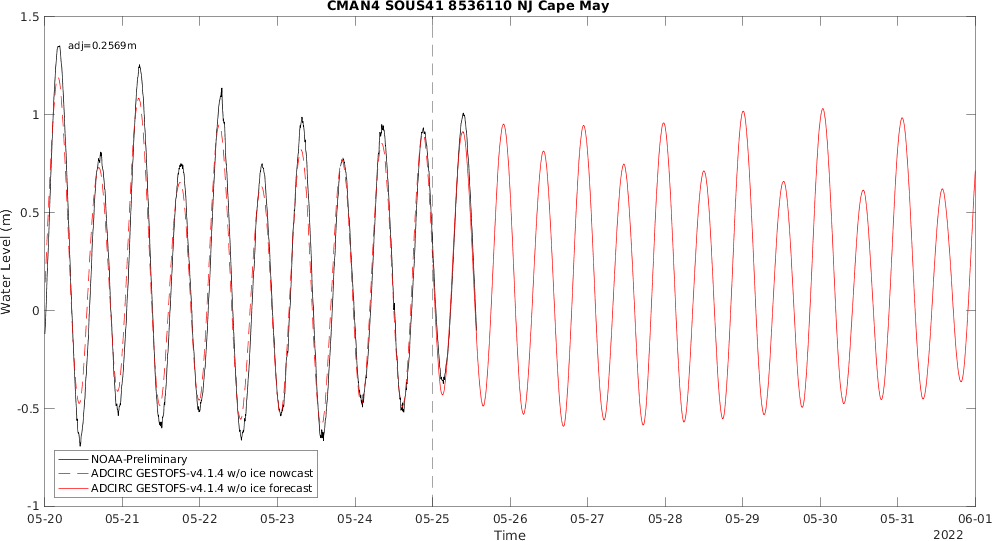 CMAN4 SOUS41 8536110 NJ Cape May
adj=0.2569m
1.5
1
0.5
0
-0.5
-1
Water Level (m)
NOAA-Preliminary
ADCIRC GESTOFS-v4.1.4 w/o ice nowcast
ADCIRC GESTOFS-v4.1.4 w/o ice forecast
05-20 05-21 05-22 05-23 05-24 05-25 05-26 05-27 05-28 05-29 05-30 05-31 06-01
Time
2022